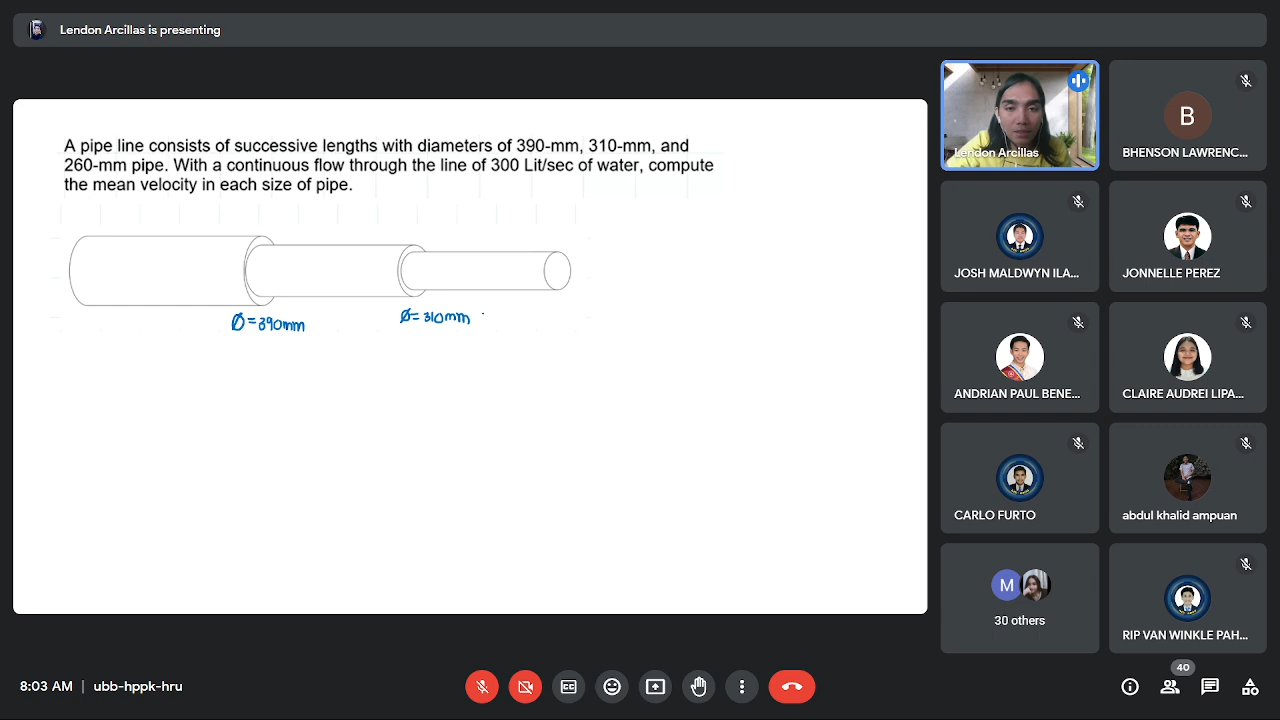 Lendon Arcillas is presenting
A pipe line consists of successive lengths with diameters of 390-mm, 310-mm, and
260-mm pipe. With a continuous flow through the line of 300 Lit/sec of water, compute
the mean velocity in each size of pipe.
Ø = 390mm
Ø = 310mm
Lendon Arcillas
B
BHENSON LAWRENC...
JOSH MALDWYN ILA...
JONNELLE PEREZ
ANDRIAN PAUL BENE...
CLAIRE AUDREI LIPA...
CARLO FURTO
abdul khalid ampuan
M
30 others
RIP VAN WINKLE PAH...
8:03 AM | ubb-hppk-hru
40